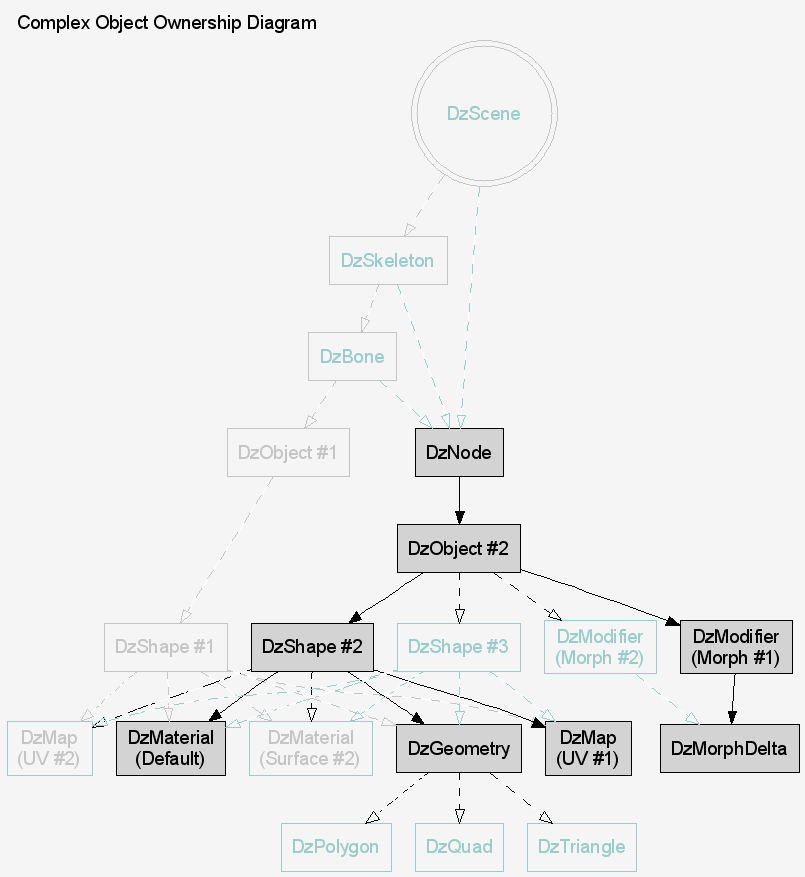 Complex Object Ownership Diagram
DzScene
DzSkeleton
DzBone
DzObject #1
DzNode
DzObject #2
DzShape #1
DzShape #2
DzShape #3
DzModifier
(Morph #2)
DzModifier
(Morph #1)
DzMap
(UV #2)
DzMaterial
(Default)
DzMaterial
(Surface #2)
DzGeometry
DzMap
(UV #1)
DzMorphDelta
DzPolygon
DzQuad
DzTriangle